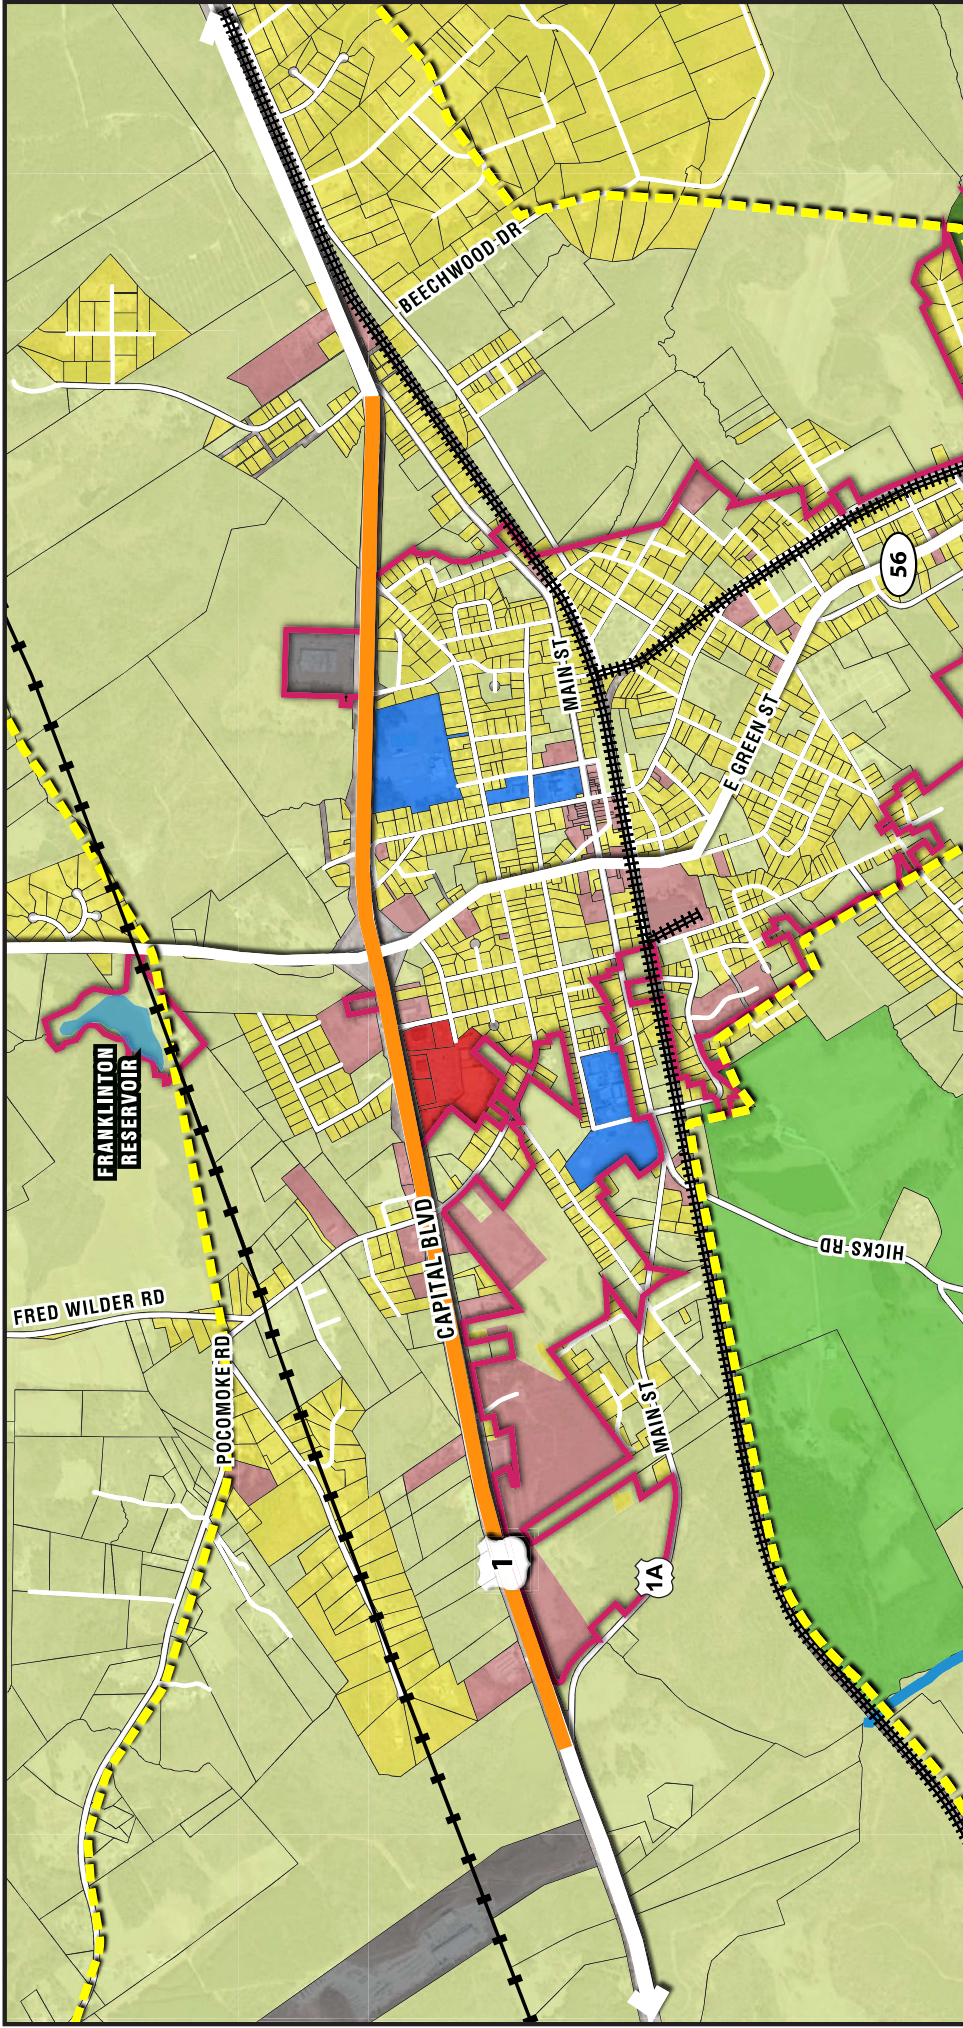 BEECHWOOD DR
56
MAIN ST
E GREEN ST
FRANKLINTON
RESERVOIR
CAPITAL BLVD
HICKS RD
FRED WILDER RD
POCOMOKE RD
MAIN ST
1
1A